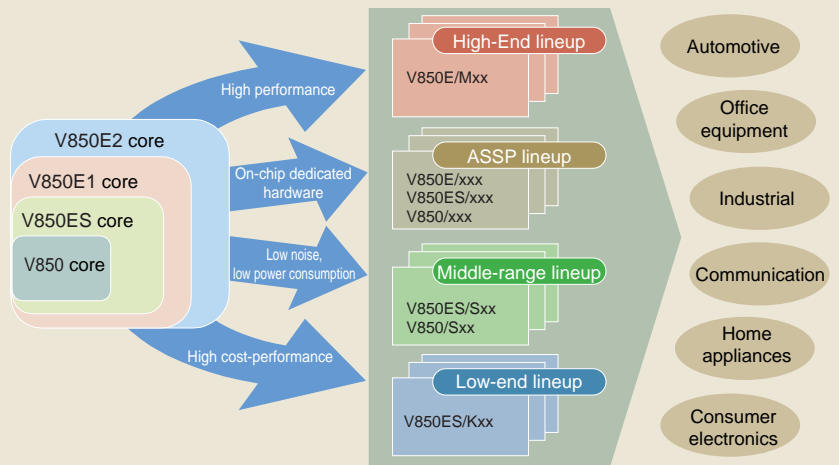 V850E2 core
V850E1 core
V850ES core
V850 core
High performance
On-chip dedicated
hardware
Low noise,
low power consumption
High cost-performance
High-End lineup
V850E/Mxx
ASSP lineup
V850E/xxx
V850ES/xxx
V850/xxx
Middle-range lineup
V850ES/Sxx
V850/Sxx
Low-end lineup
V850ES/Kxx
Automotive
Office
equipment
Industrial
Communication
Home
appliances
Consumer
electronics